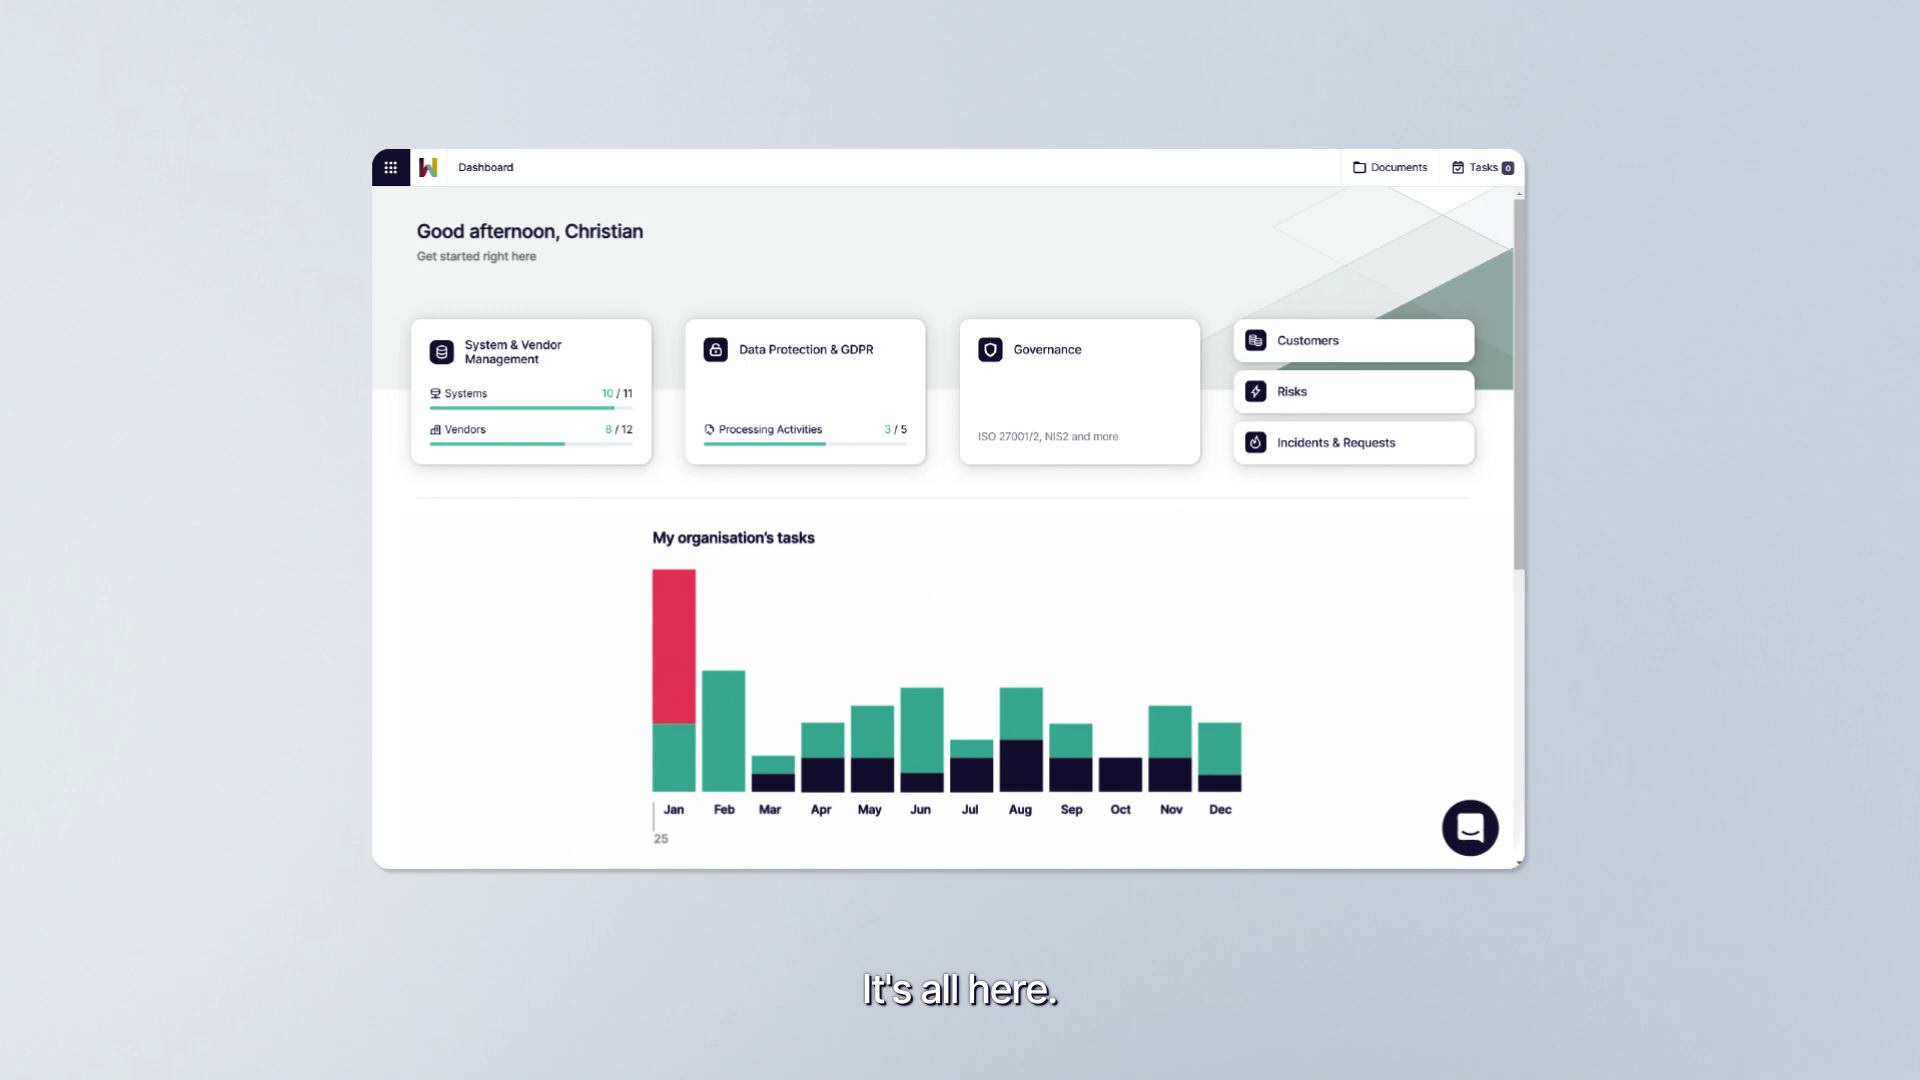 Dashboard
Documents
Tasks 0
Good afternoon, Christian
Get started right here
System & Vendor
Management
Systems 10 / 11
Vendors 8 / 12
Data Protection & GDPR
Processing Activities 3 / 5
Governance
ISO 27001/2, NIS2 and more
Customers
Risks
Incidents & Requests
My organisation's tasks
Jan Feb Mar Apr May Jun Jul Aug Sep Oct Nov Dec
25
It's all here.